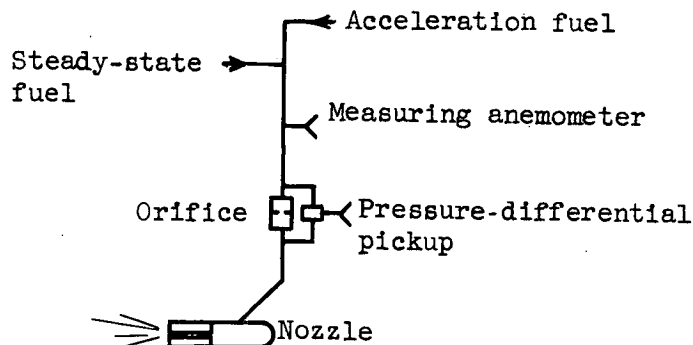 Acceleration fuel
Steady-state
fuel
Measuring anemometer
Orifice
Pressure-differential
pickup
Nozzle